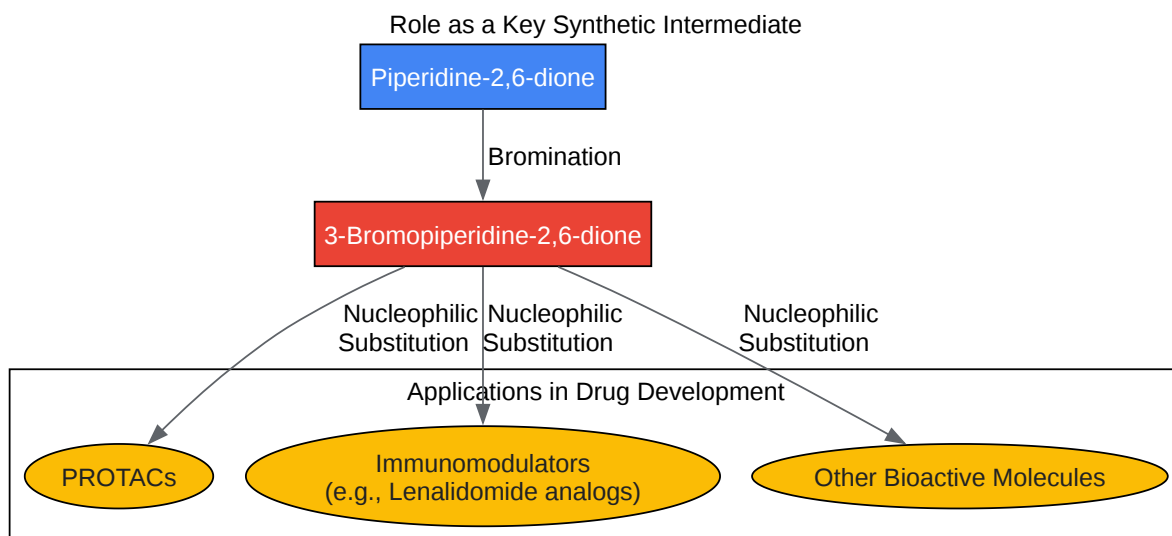 Role as a Key Synthetic Intermediate
Piperidine-2,6-dione
Bromination
3-Bromopiperidine-2,6-dione
Nucleophilic
Substitution
Nucleophilic
Substitution
Nucleophilic
Substitution
Applications in Drug Development
PROTACs
Immunomodulators
(e.g., Lenalidomide analogs)
Other Bioactive Molecules